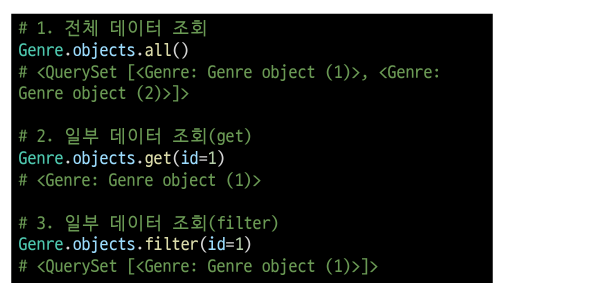 # 1. 전체 데이터 조회
Genre.objects.all()
# <QuerySet [<Genre: Genre object (1)>, <Genre:
Genre object (2)>]>
# 2. 일부 데이터 조회(get)
Genre.objects.get(id=1)
# <Genre: Genre object (1)>
# 3. 일부 데이터 조회(filter)
Genre.objects.filter(id=1)
# <QuerySet [<Genre: Genre object (1)>]>